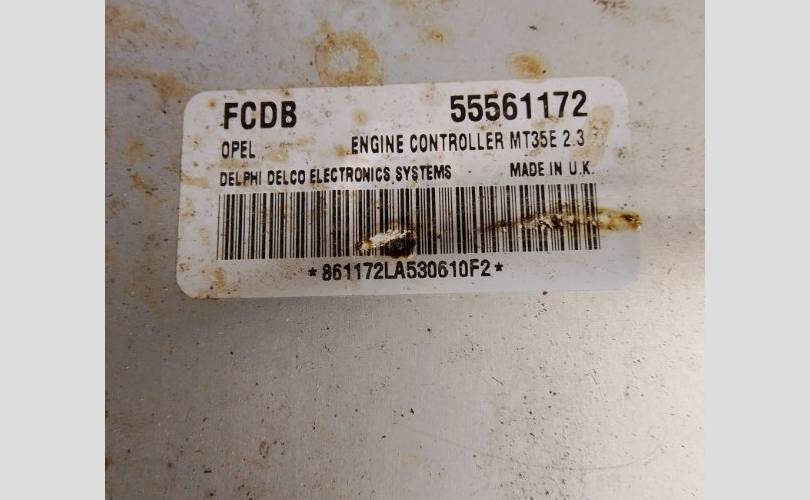 FCDB 55561172
OPEL ENGINE CONTROLLER MT35E 2.3
DELPHI DELCO ELECTRONICS SYSTEMS MADE IN U.K.
*861172LA530610F2*